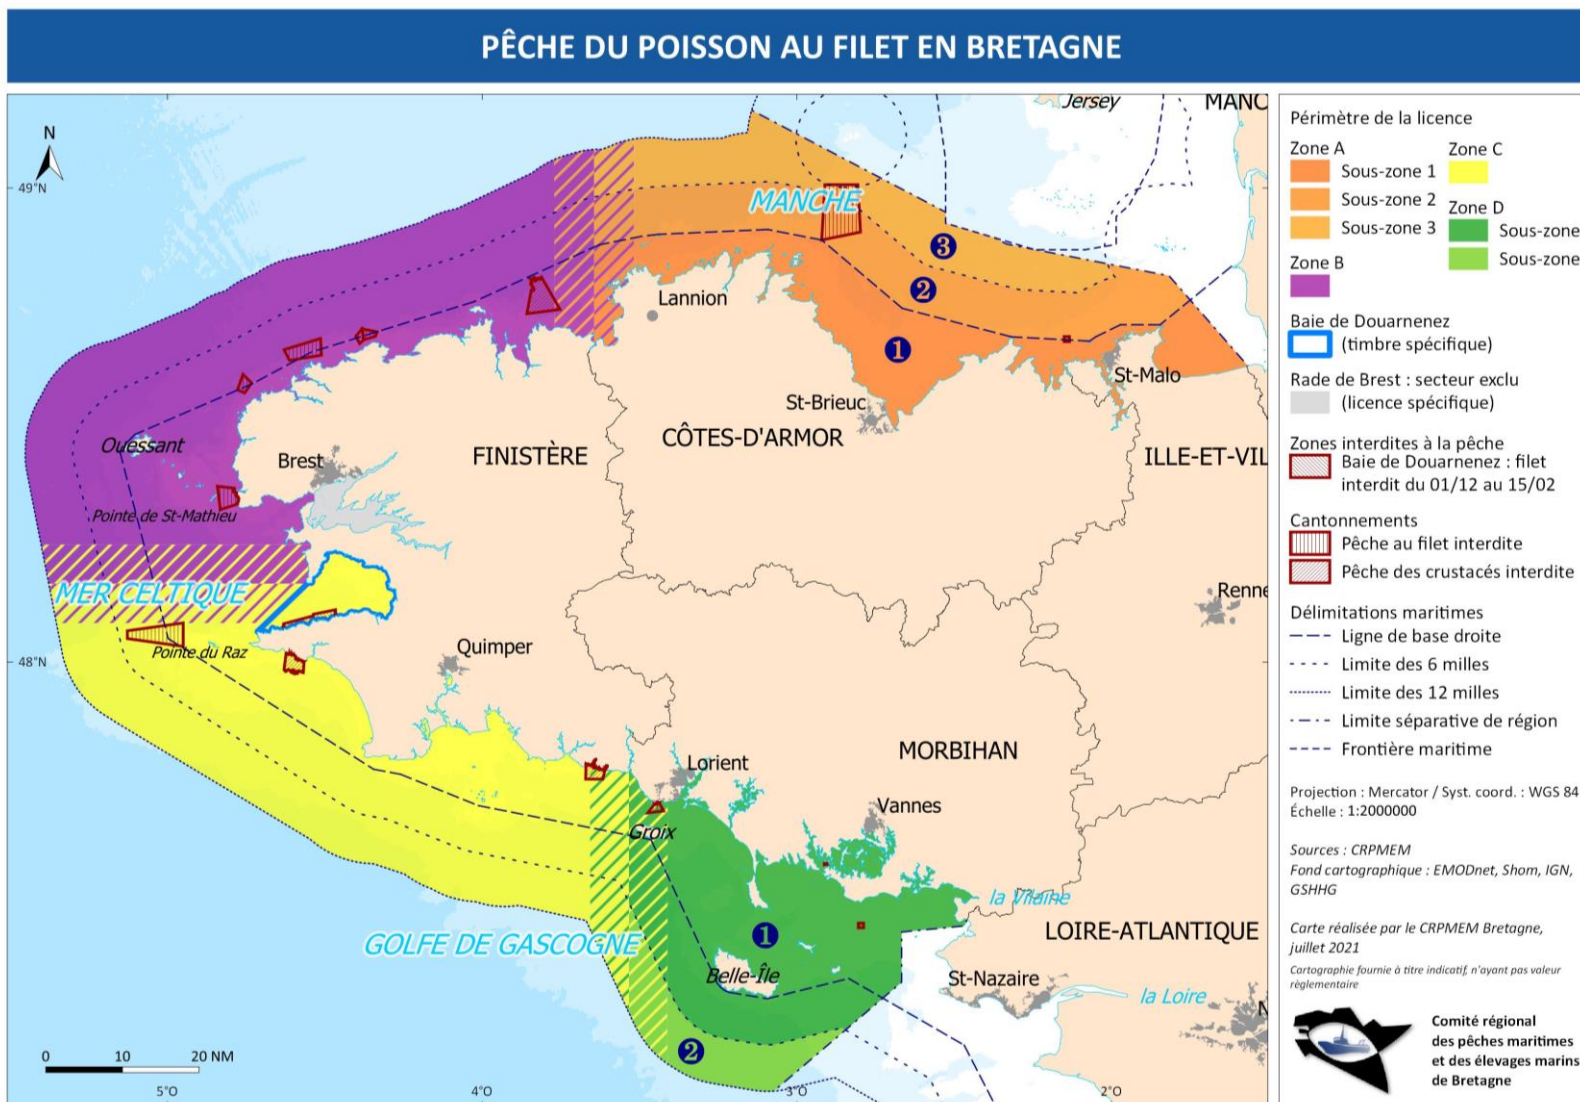 PÊCHE DU POISSON AU FILET EN BRETAGNE
N
49°N
48°N
5°O
4°O
3°O
2°O
Jersey
MANC
MANCHE
3
2
1
Lannion
St-Malo
St-Brieuc
CÔTES-D'ARMOR
FINISTÈRE
ILLE-ET-VIL
Ouessant
Brest
Pointe de St-Mathieu
MER CELTIQUE
Renne
Pointe du Raz
Quimper
MORBIHAN
Lorient
Vannes
Groix
la Vilaine
LOIRE-ATLANTIQUE
GOLFE DE GASCOGNE
1
Belle-Île
St-Nazaire
la Loire
N
2
0 10 20 NM
Périmètre de la licence
Zone A
Sous-zone 1
Sous-zone 2
Sous-zone 3
Zone B
Zone C
Zone D
Sous-zone
Sous-zone
Baie de Douarnenez
(timbre spécifique)
Rade de Brest : secteur exclu
(licence spécifique)
Zones interdites à la pêche
Baie de Douarnenez : filet
interdit du 01/12 au 15/02
Cantonnements
Pêche au filet interdite
Pêche des crustacés interdite
Délimitations maritimes
Ligne de base droite
Limite des 6 milles
Limite des 12 milles
Limite séparative de région
Frontière maritime
Projection : Mercator / Syst. coord. : WGS 84
Échelle : 1:2000000
Sources : CRPMEM
Fond cartographique : EMODnet, Shom, IGN,
GSHHG
Carte réalisée par le CRPMEM Bretagne,
juillet 2021
Cartographie fournie à titre indicatif, n'ayant pas valeur
règlementaire
Comité régional
des pêches maritimes
et des élevages marins
de Bretagne